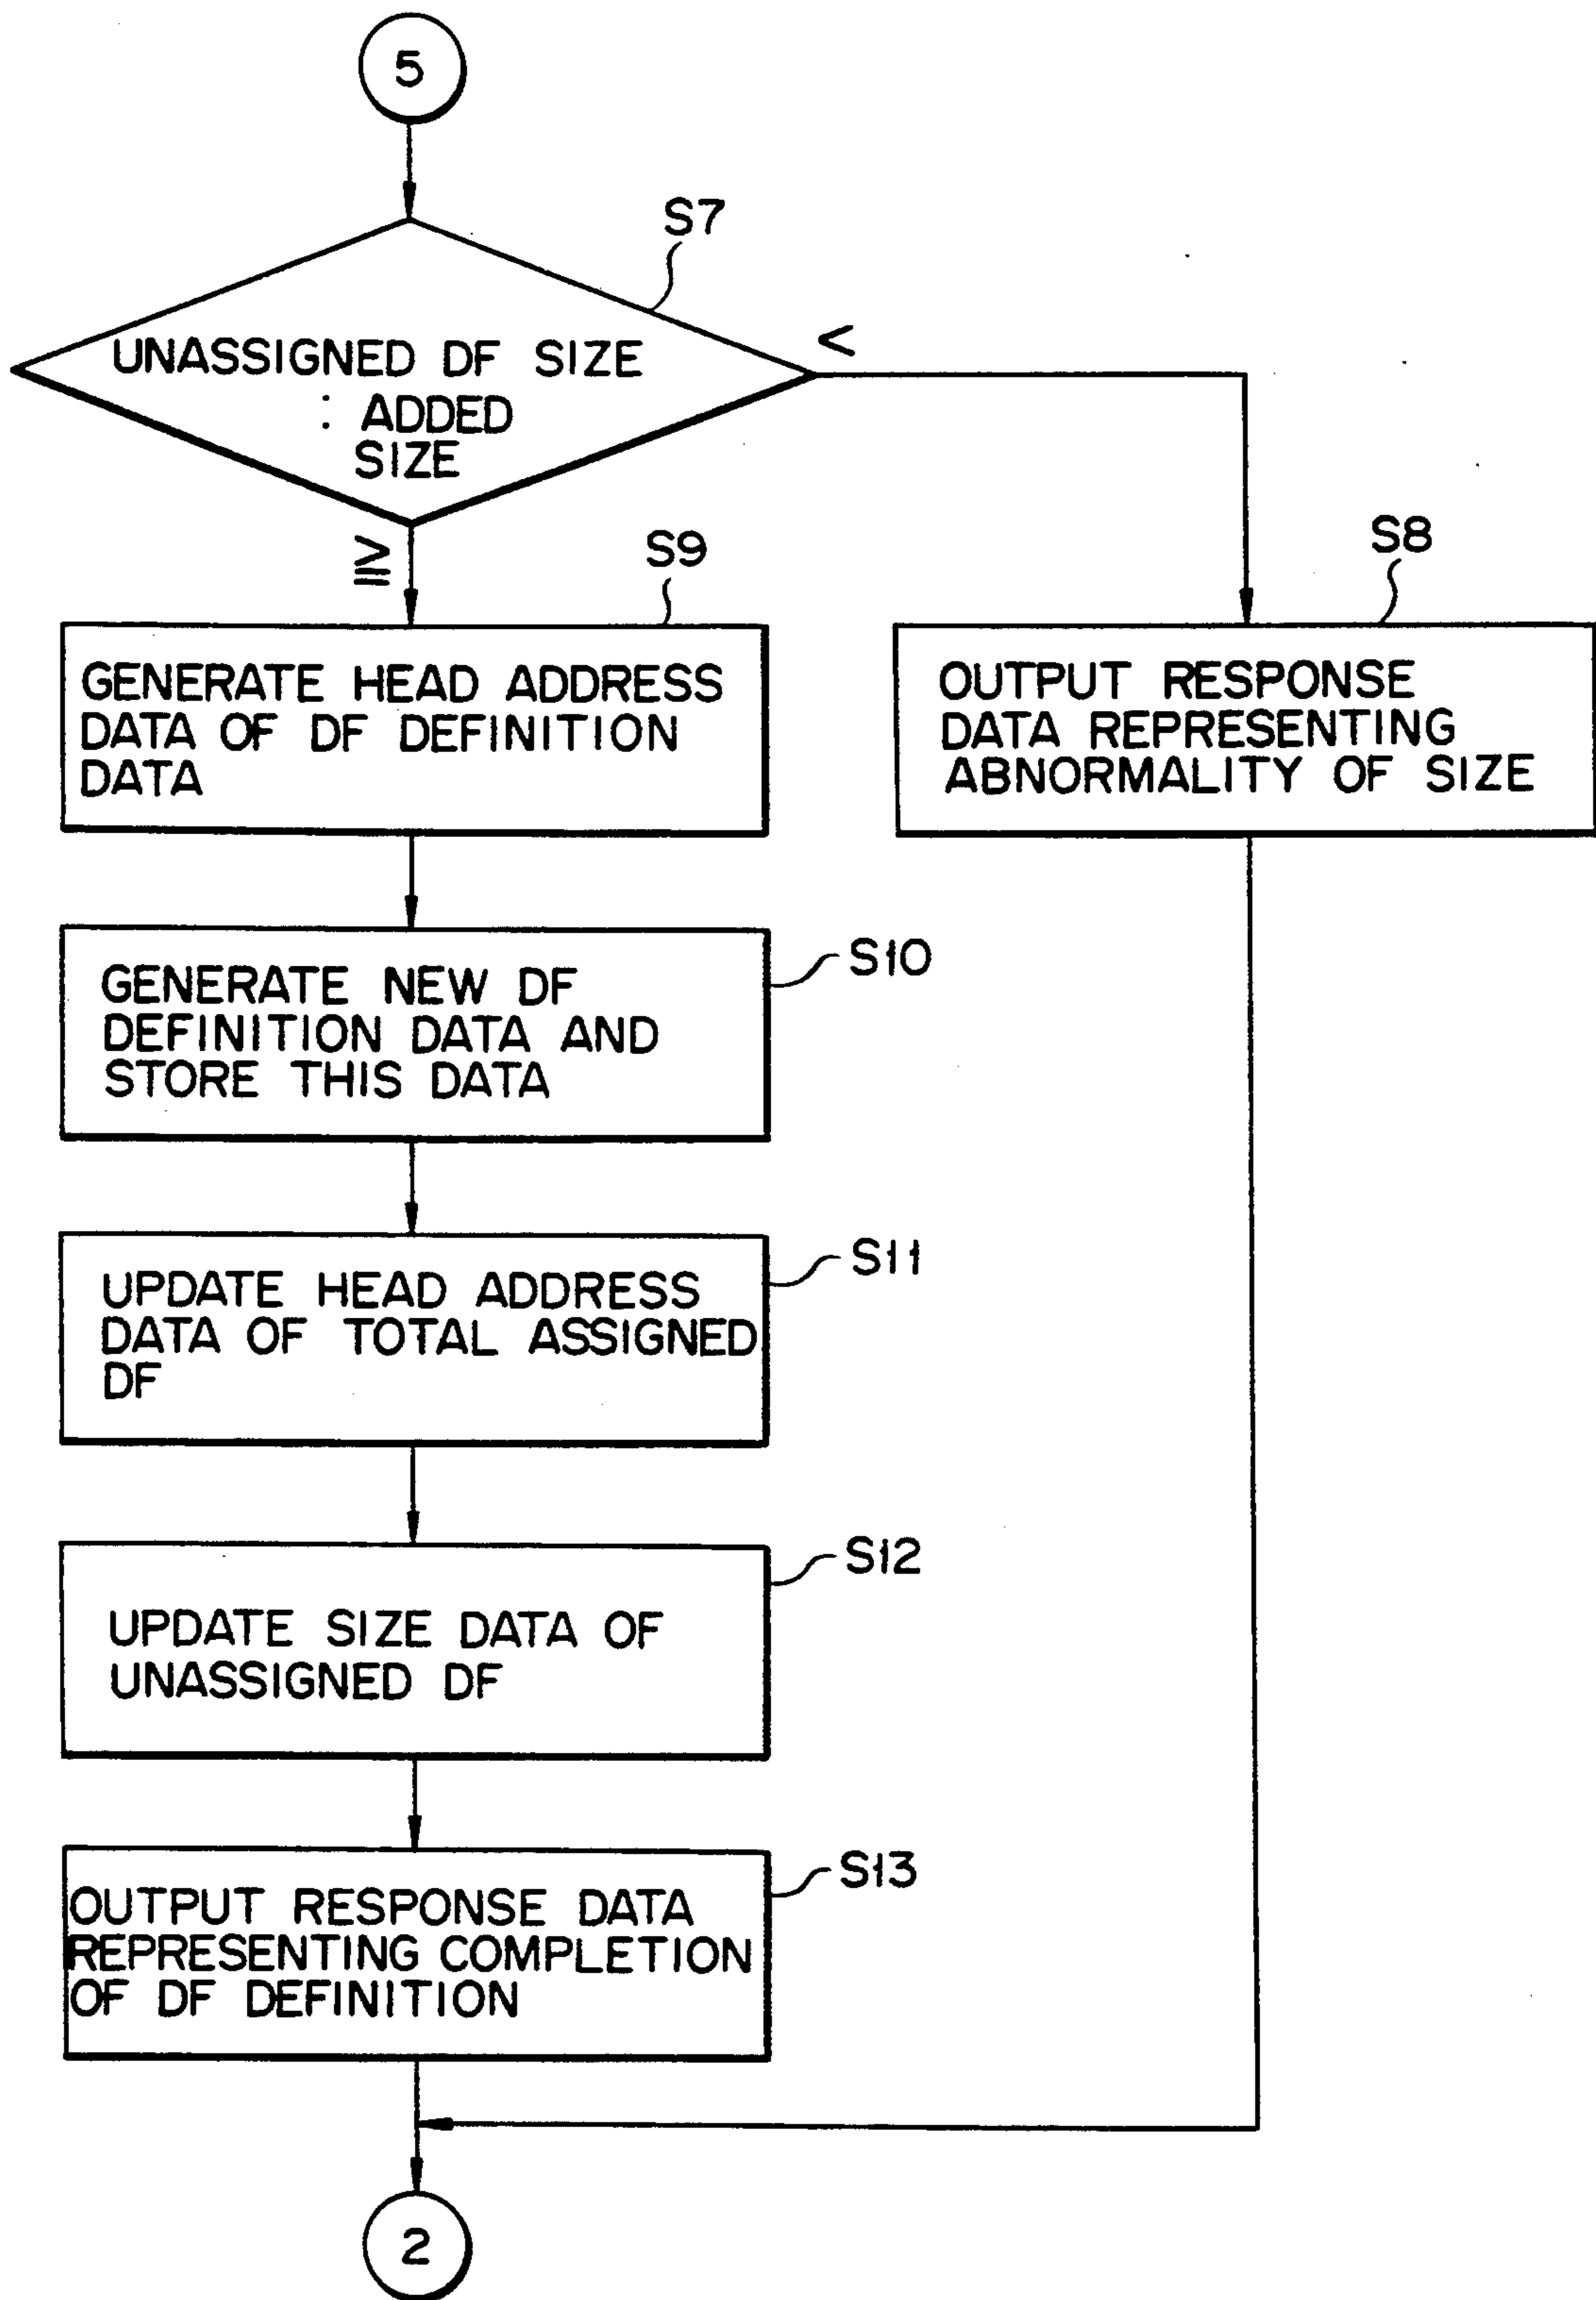 5
S7
UNASSIGNED DF SIZE
: ADDED
SIZE
<
≧
S9
S8
GENERATE HEAD ADDRESS
DATA OF DF DEFINITION
DATA
OUTPUT RESPONSE
DATA REPRESENTING
ABNORMALITY OF SIZE
S10
GENERATE NEW DF
DEFINITION DATA AND
STORE THIS DATA
S11
UPDATE HEAD ADDRESS
DATA OF TOTAL ASSIGNED
DF
S12
UPDATE SIZE DATA OF
UNASSIGNED DF
S13
OUTPUT RESPONSE DATA
REPRESENTING COMPLETION
OF DF DEFINITION
2